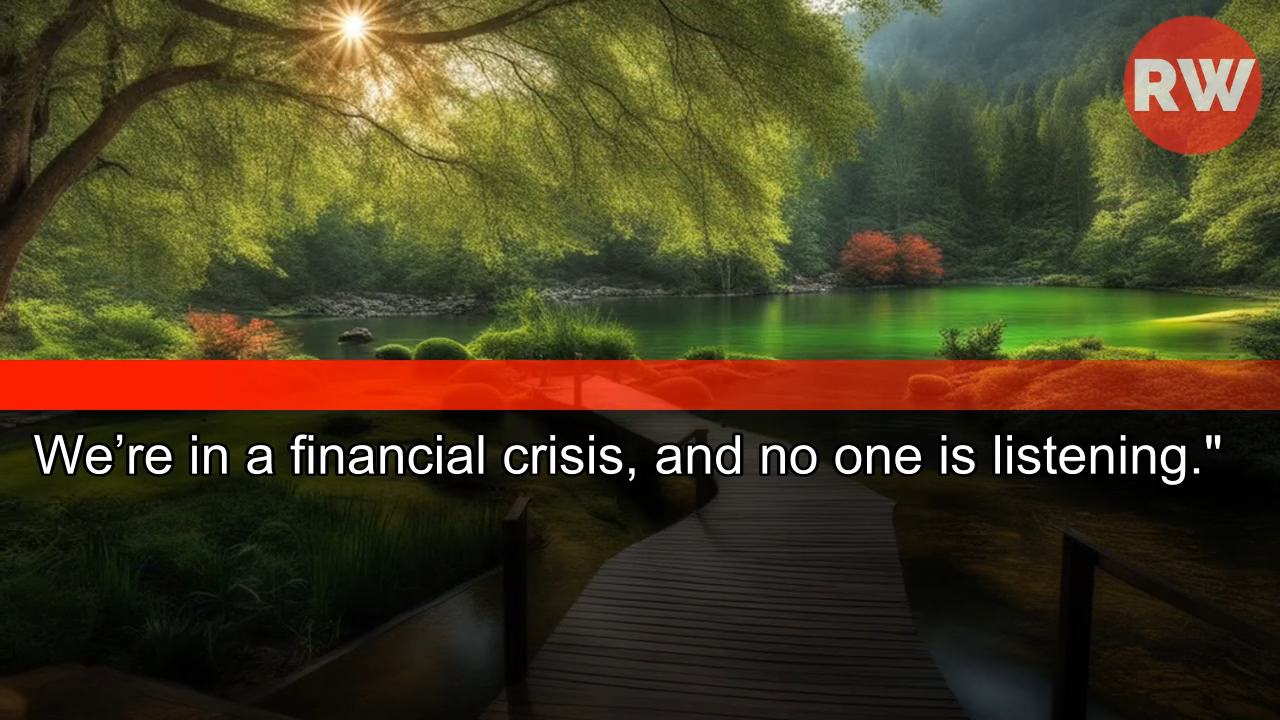 RW
We’re in a financial crisis, and no one is listening."